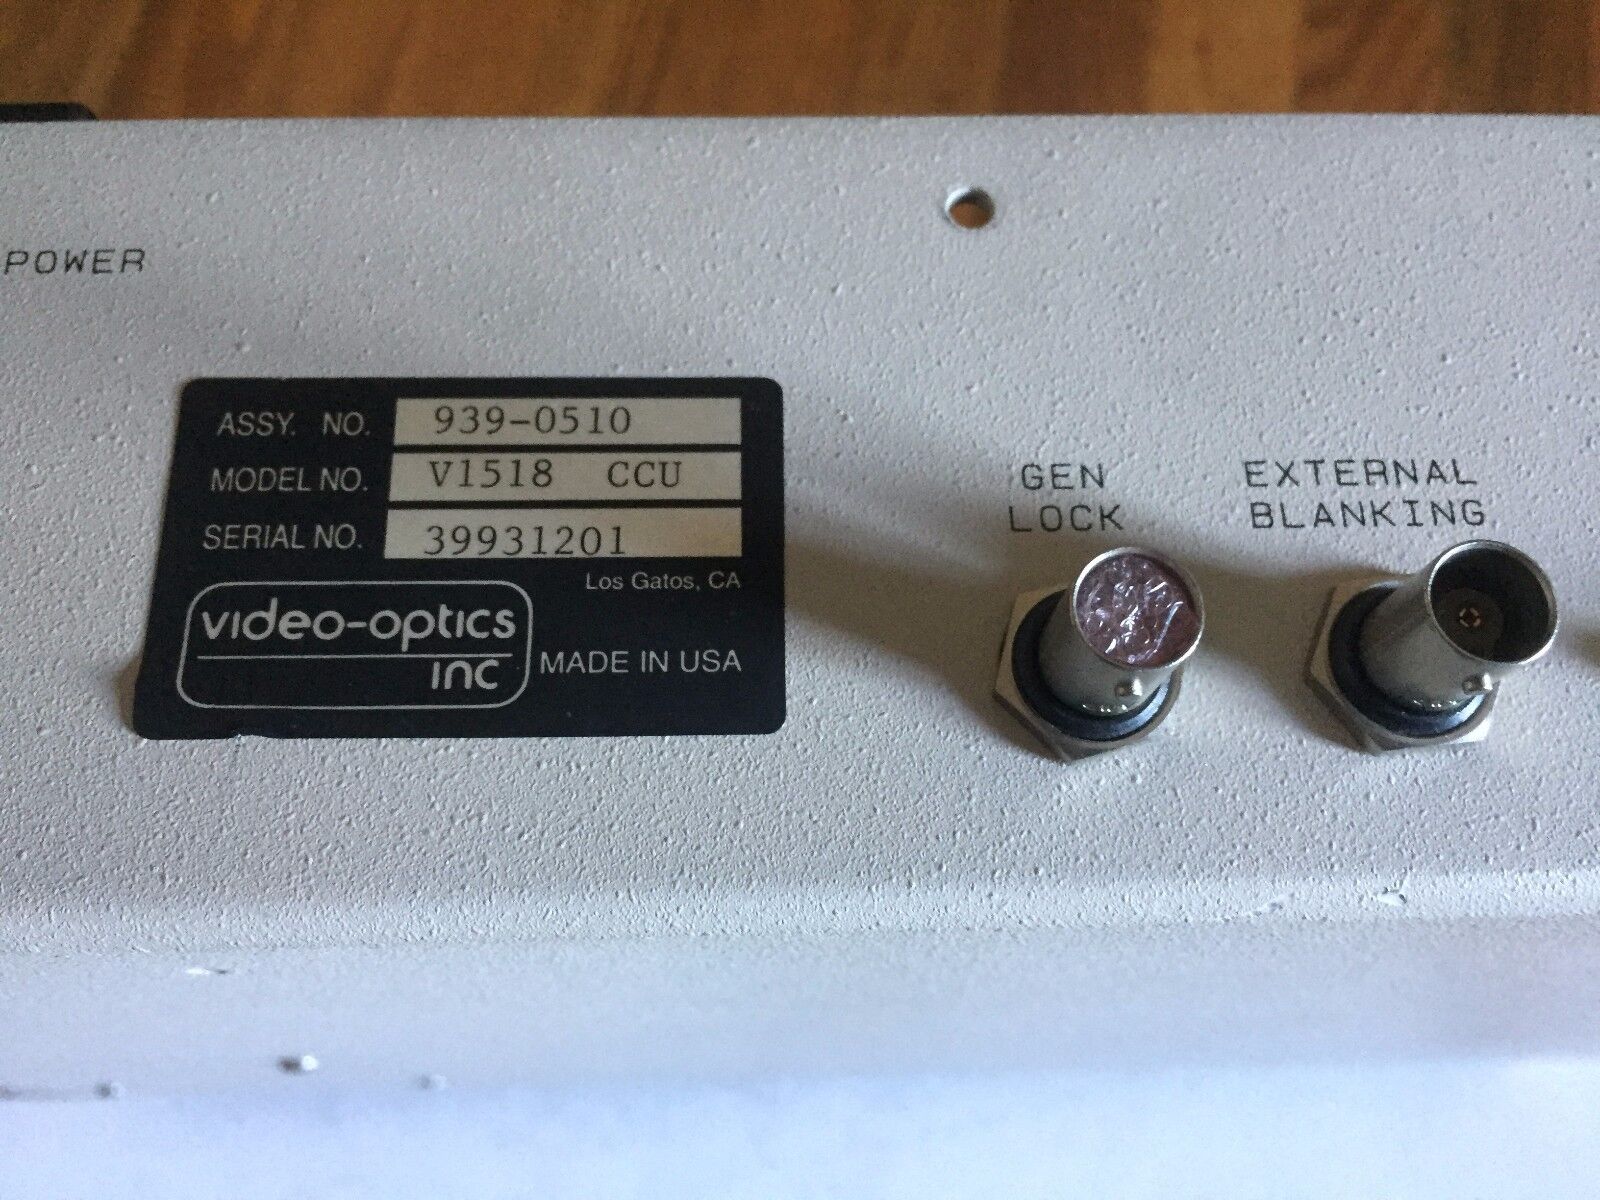 POWER
ASSY. NO. 939-0510
MODEL NO. V1518 CCU
SERIAL NO. 39931201
Los Gatos, CA
video-optics
inc
MADE IN USA
GEN
LOCK
EXTERNAL
BLANKING